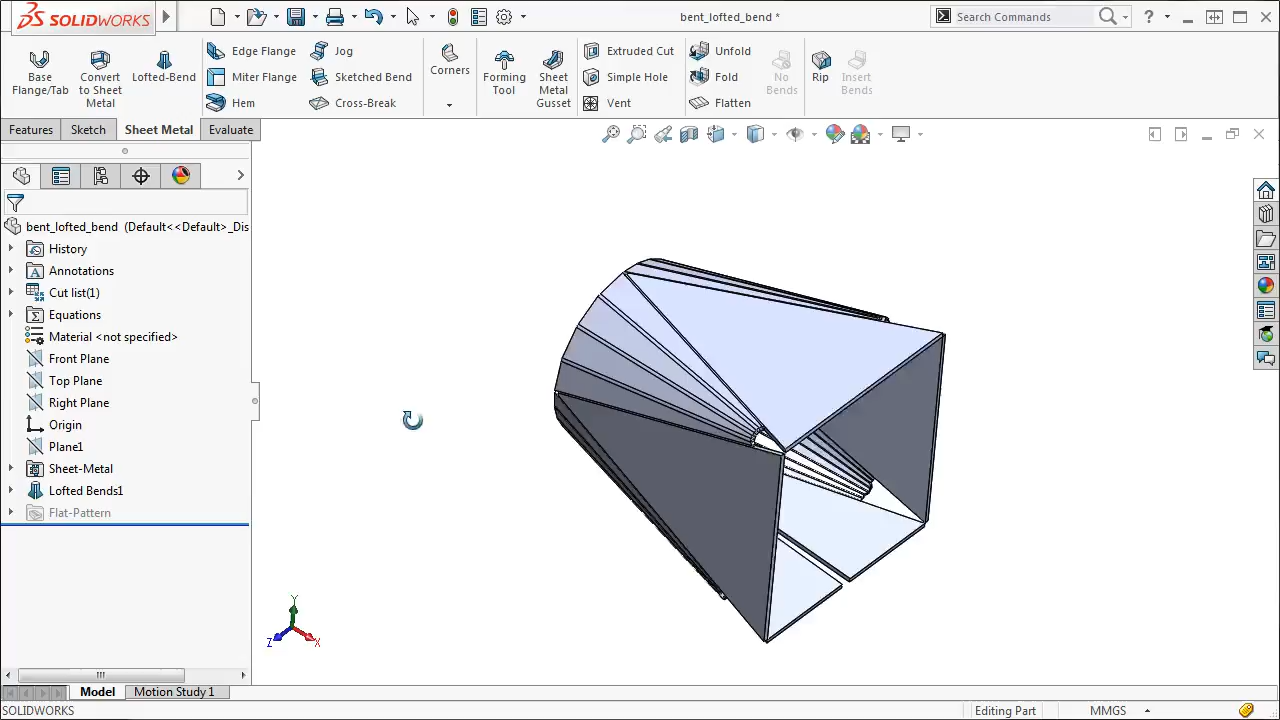 SOLIDWORKS
bent_lofted_bend *
Search Commands
?
Base Flange/Tab
Convert to Sheet Metal
Lofted-Bend
Edge Flange
Miter Flange
Hem
Jog
Sketched Bend
Cross-Break
Corners
Forming Tool
Sheet Metal Gusset
Extruded Cut
Simple Hole
Vent
Unfold
Fold
Flatten
No Bends
Rip
Insert Bends
Features
Sketch
Sheet Metal
Evaluate
bent_lofted_bend (Default<<Default>_Dis
History
Annotations
Cut list(1)
Equations
Material <not specified>
Front Plane
Top Plane
Right Plane
Origin
Plane1
Sheet-Metal
Lofted Bends1
Flat-Pattern
Y
Z
X
Model
Motion Study 1
SOLIDWORKS
Editing Part
MMGS